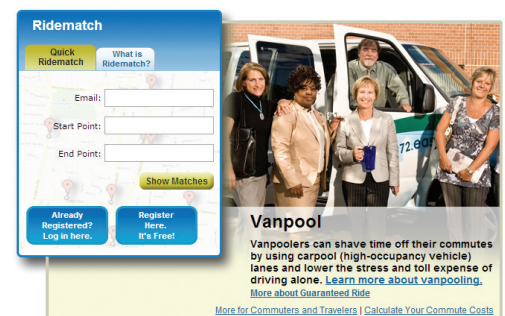 Ridematch
Quick
Ridematch
What is
Ridematch?
Email:
Start Point:
End Point:
Show Matches
Already
Registered?
Log in here.
Register
Here.
It's Free!
72.eas
Vanpool
Vanpoolers can shave time off their commutes
by using carpool (high-occupancy vehicle)
lanes and lower the stress and toll expense of
driving alone. Learn more about vanpooling.
More about Guaranteed Ride
More for Commuters and Travelers | Calculate Your Commute Costs